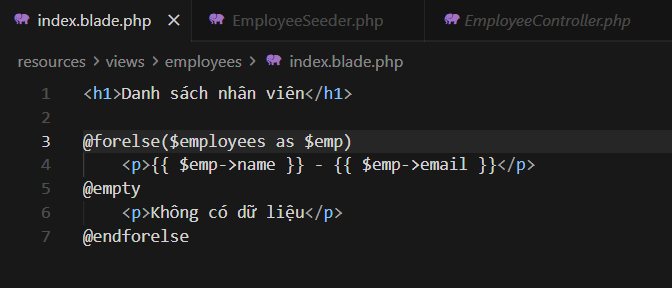 index.blade.php × EmployeeSeeder.php EmployeeController.php
resources > views > employees > index.blade.php
1 <h1>Danh sách nhân viên</h1>
2
3 @forelse($employees as $emp)
4 <p>{{ $emp->name }} - {{ $emp->email }}</p>
5 @empty
6 <p>Không có dữ liệu</p>
7 @endforelse